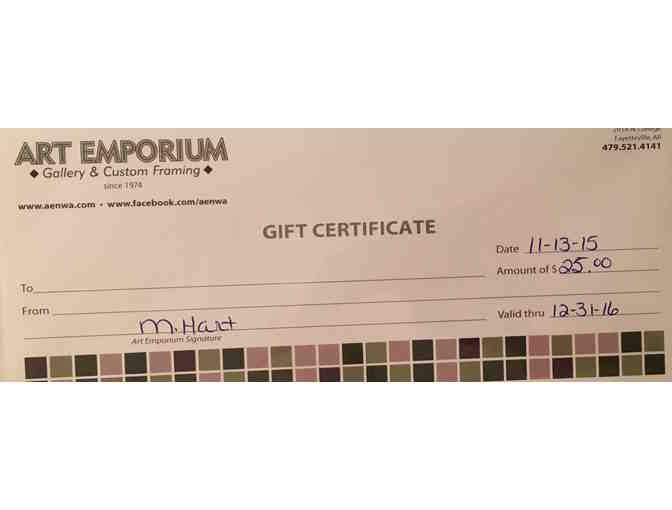 ART EMPORIUM
◆ Gallery & Custom Framing ◆
since 1974
www.aenwa.com • www.facebook.com/aenwa
Fayetteville, AR
479.521.4141
GIFT CERTIFICATE
Date 11-13-15
Amount of $ 25.00
To
From
Valid thru 12-31-16
M. Hart
Art Emporium Signature